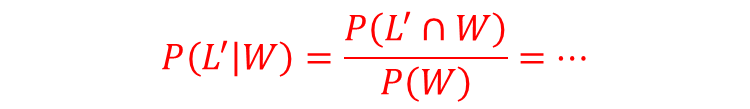 P(L′|W) = P(L′ ∩ W) / P(W) = ⋯